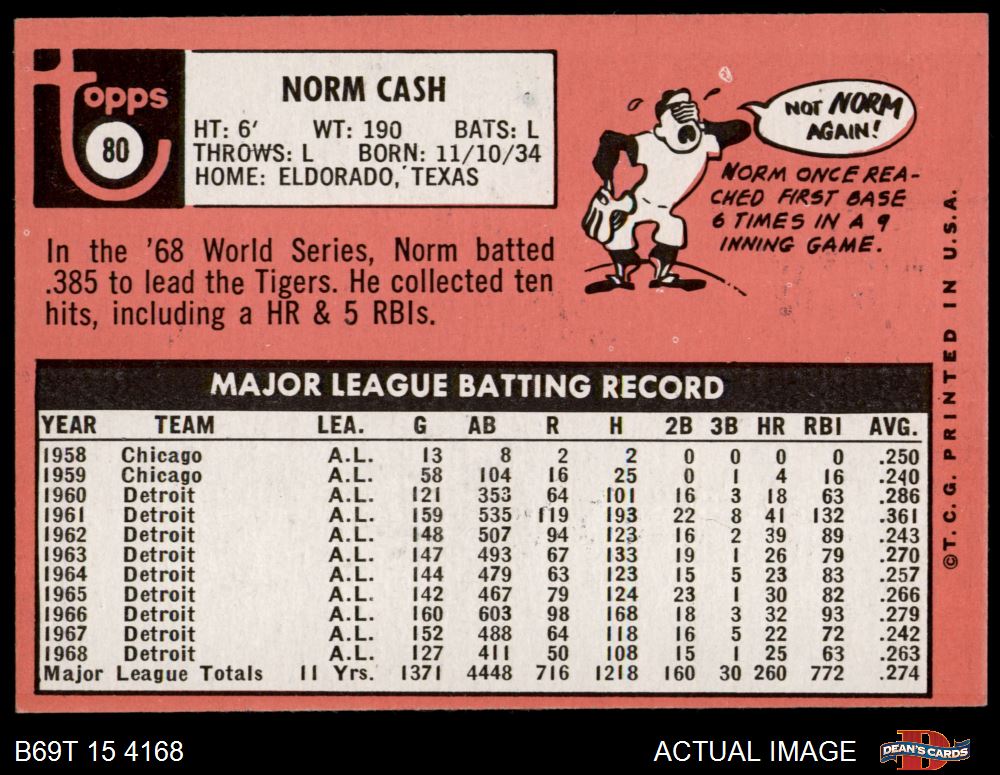 Topps
80
NORM CASH
HT: 6' WT: 190 BATS: L
THROWS: L BORN: 11/10/34
HOME: ELDORADO, TEXAS
In the '68 World Series, Norm batted
.385 to lead the Tigers. He collected ten
hits, including a HR & 5 RBIs.
NOT NORM
AGAIN!
NORM ONCE REA-
CHED FIRST BASE
6 TIMES IN A 9
INNING GAME.
©T. C. G. PRINTED IN U.S.A.
MAJOR LEAGUE BATTING RECORD
YEAR TEAM LEA. G AB R H 2B 3B HR RBI AVG.
1958 Chicago A.L. 13 8 2 2 0 0 0 0 .250
1959 Chicago A.L. 58 104 16 25 0 1 4 16 .240
1960 Detroit A.L. 121 353 64 101 16 3 18 63 .286
1961 Detroit A.L. 159 535 119 193 22 8 41 132 .361
1962 Detroit A.L. 148 507 94 123 16 2 39 89 .243
1963 Detroit A.L. 147 493 67 133 19 1 26 79 .270
1964 Detroit A.L. 144 479 63 123 15 5 23 83 .257
1965 Detroit A.L. 142 467 79 124 23 1 30 82 .266
1966 Detroit A.L. 160 603 98 168 18 3 32 93 .279
1967 Detroit A.L. 152 488 64 118 16 5 22 72 .242
1968 Detroit A.L. 127 411 50 108 15 1 25 63 .263
Major League Totals 11 Yrs. 1371 4448 716 1218 160 30 260 772 .274
B69T 15 4168
ACTUAL IMAGE
DEAN'S CARDS